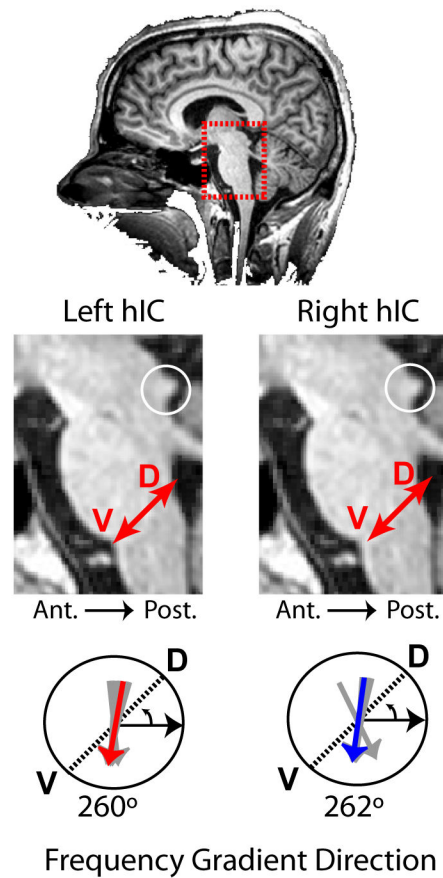 Left hIC Right hIC
D D
V V
Ant. Post. Ant. Post.
D D
V V
260º 262º
Frequency Gradient Direction